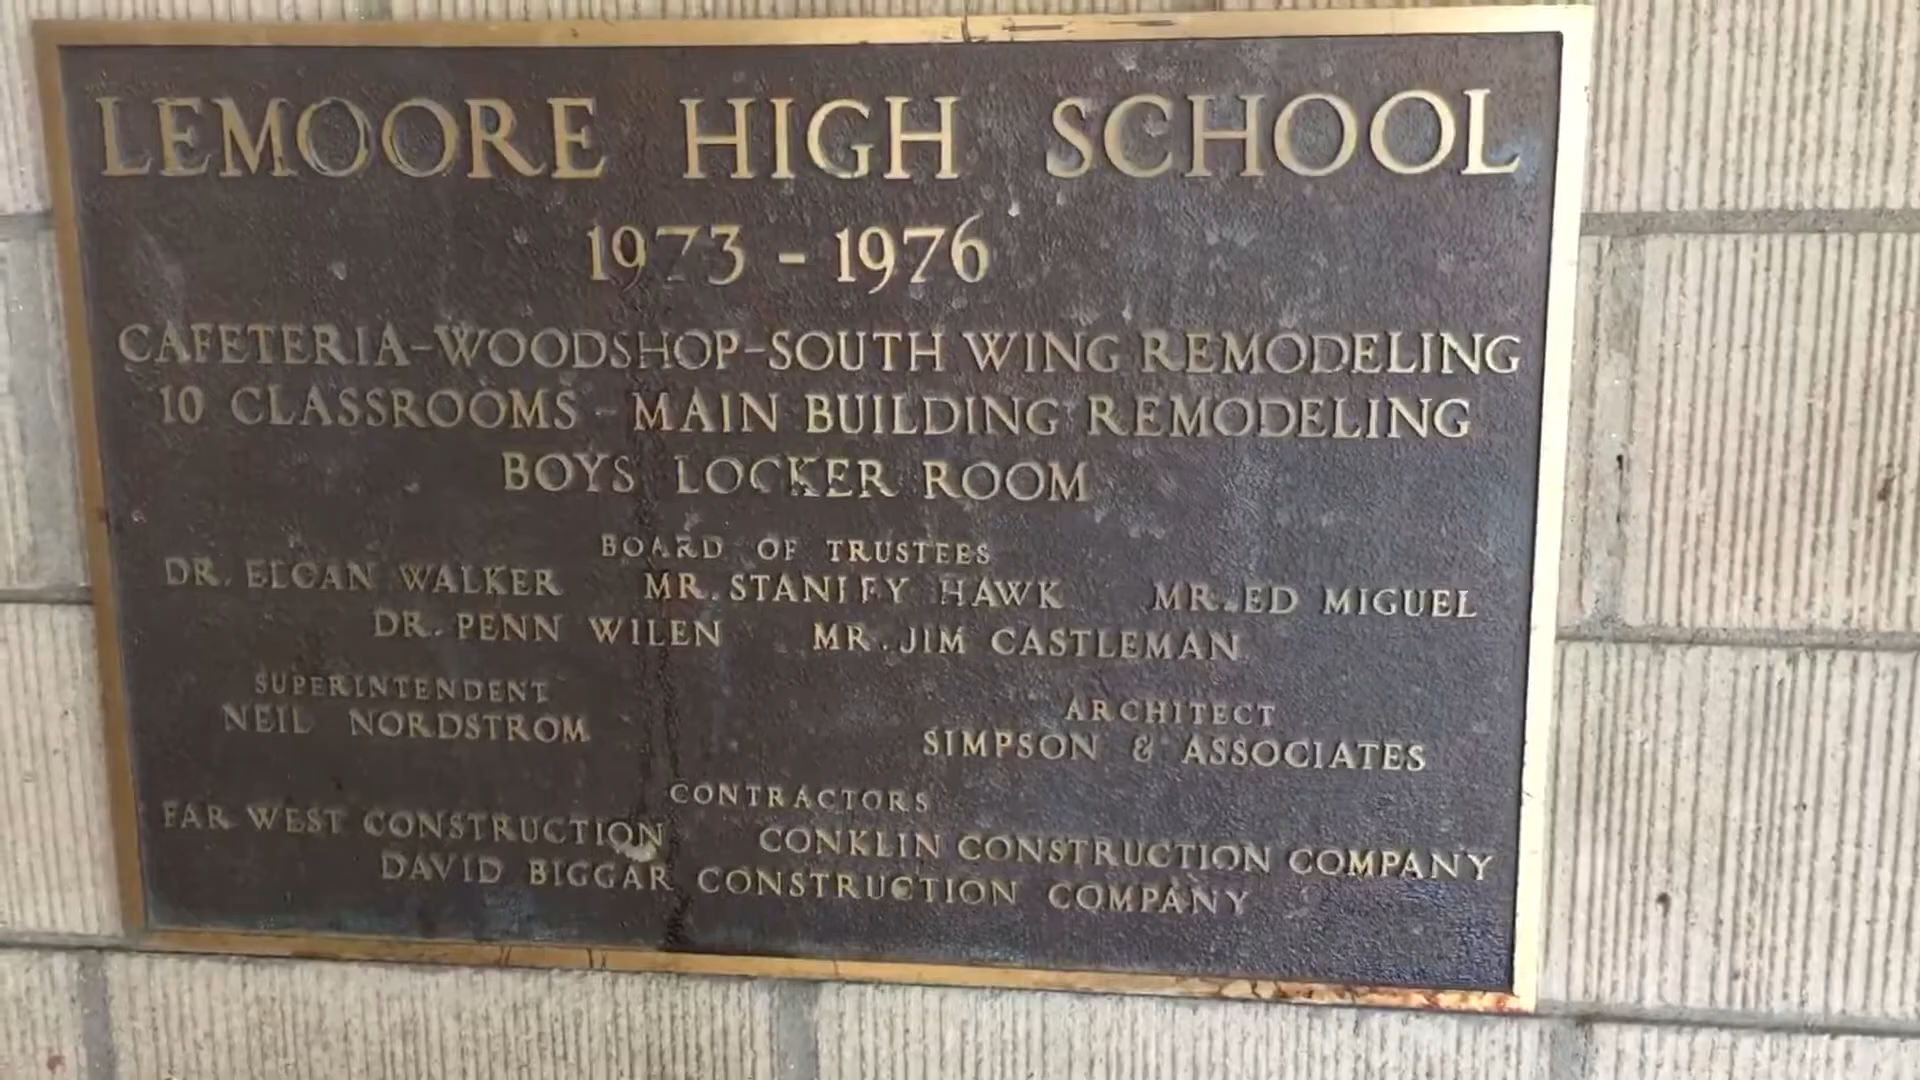 LEMOORE HIGH SCHOOL
1973 - 1976
CAFETERIA-WOODSHOP-SOUTH WING REMODELING
10 CLASSROOMS - MAIN BUILDING REMODELING
BOYS LOCKER ROOM
BOARD OF TRUSTEES
DR. ELGAN WALKER MR. STANLEY HAWK MR. ED MIGUEL
DR. PENN WILEN MR. JIM CASTLEMAN
SUPERINTENDENT
NEIL NORDSTROM
ARCHITECT
SIMPSON & ASSOCIATES
CONTRACTORS
FAR WEST CONSTRUCTION CONKLIN CONSTRUCTION COMPANY
DAVID BIGGAR CONSTRUCTION COMPANY